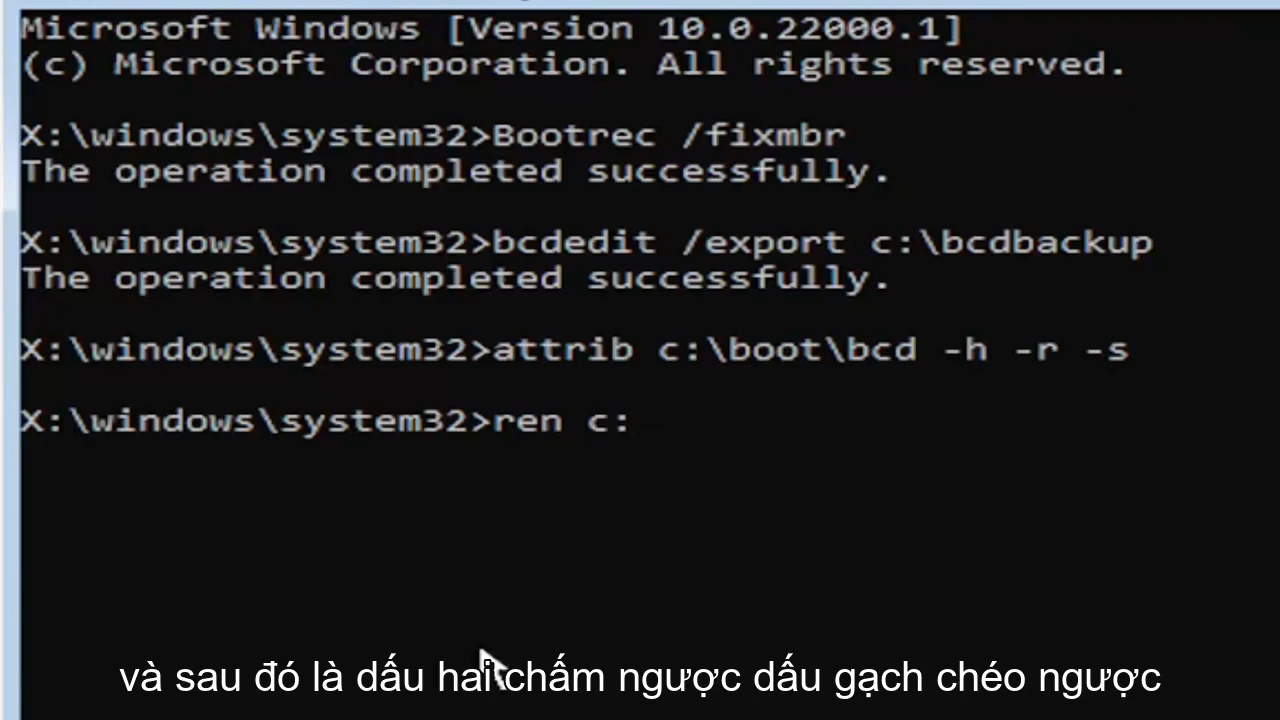 Microsoft Windows [Version 10.0.22000.1]
(c) Microsoft Corporation. All rights reserved.
X:\windows\system32>Bootrec /fixmbr
The operation completed successfully.
X:\windows\system32>bcdedit /export c:\bcdbackup
The operation completed successfully.
X:\windows\system32>attrib c:\boot\bcd -h -r -s
X:\windows\system32>ren c:
và sau đó là dấu hai chấm ngược dấu gạch chéo ngược